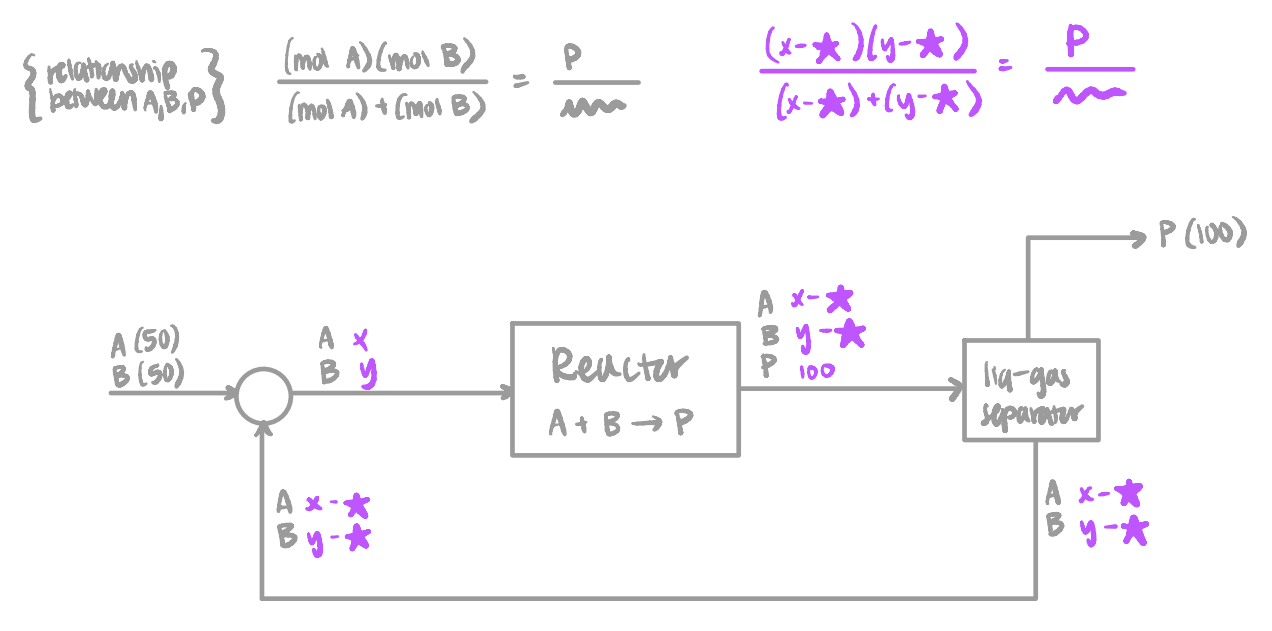 {relationship
between A,B,P}
(mol A)(mol B)
(mol A)+(mol B)
=
P
(x-★)(y-★)
(x-★)+(y-★)
=
P
P (100)
A (50)
B (50)
A x
B y
Reactor
A + B → P
A x-★
B y-★
P 100
liq-gas
separator
A x-★
B y-★
A x-★
B y-★